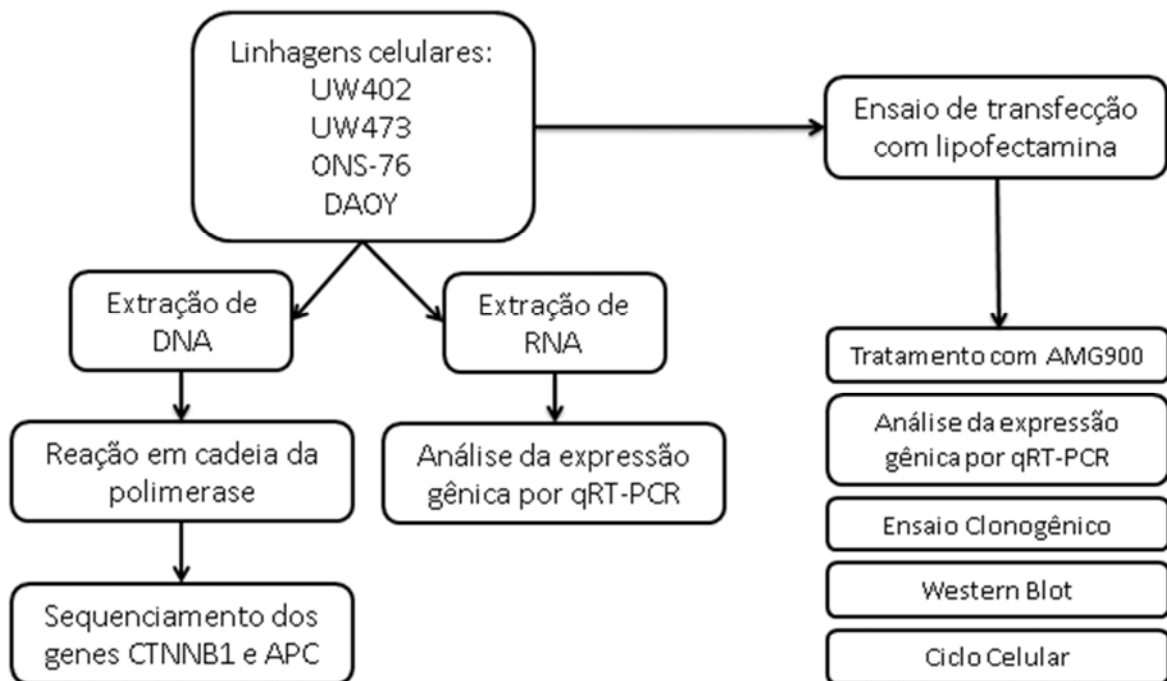 Linhagens celulares:
UW402
UW473
ONS-76
DAOY
Ensaio de transfecção
com lipofectamina
Extração de
DNA
Extração de
RNA
Reação em cadeia da
polimerase
Análise da expressão
gênica por qRT-PCR
Sequenciamento dos
genes CTNNB1 e APC
Tratamento com AMG900
Análise da expressão
gênica por qRT-PCR
Ensaio Clonogênico
Western Blot
Ciclo Celular